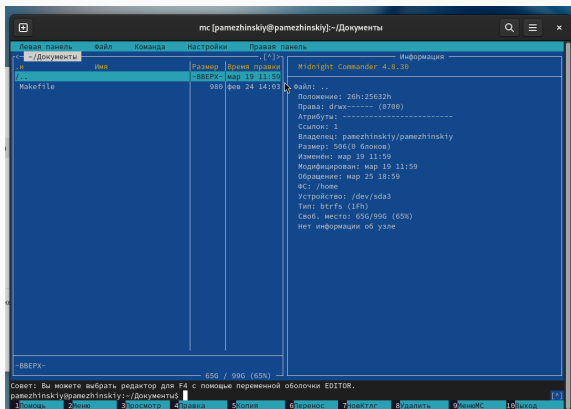 mc [pamezhinskiy@pamezhinskiy]:~/Документы
Левая панель Файл Команда Настройки Правая панель
~/Документы .[^]>
.и Имя Размер Время правки
/.. -ВВЕРХ- мар 19 11:59
Makefile 980 фев 24 14:03
-ВВЕРХ-
65G / 99G (65%)
Информация
Midnight Commander 4.8.30
Файл: ..
Положение: 26h:25632h
Права: drwx------ (0700)
Атрибуты: ------------------------
Ссылок: 1
Владелец: pamezhinskiy/pamezhinskiy
Размер: 506(0 блоков)
Изменён: мар 19 11:59
Модифицирован: мар 19 11:59
Обращение: мар 25 18:59
ФС: /home
Устройство: /dev/sda3
Тип: btrfs (1Fh)
Своб. место: 65G/99G (65%)
Нет информации об узле
Совет: Вы можете выбрать редактор для F4 с помощью переменной оболочки EDITOR.
pamezhinskiy@pamezhinskiy:~/Документы$ [^]
1Помощь 2Меню 3Просмотр 4Правка 5Копия 6Перенос 7НовКтлг 8Удалить 9МенюMC 10Выход